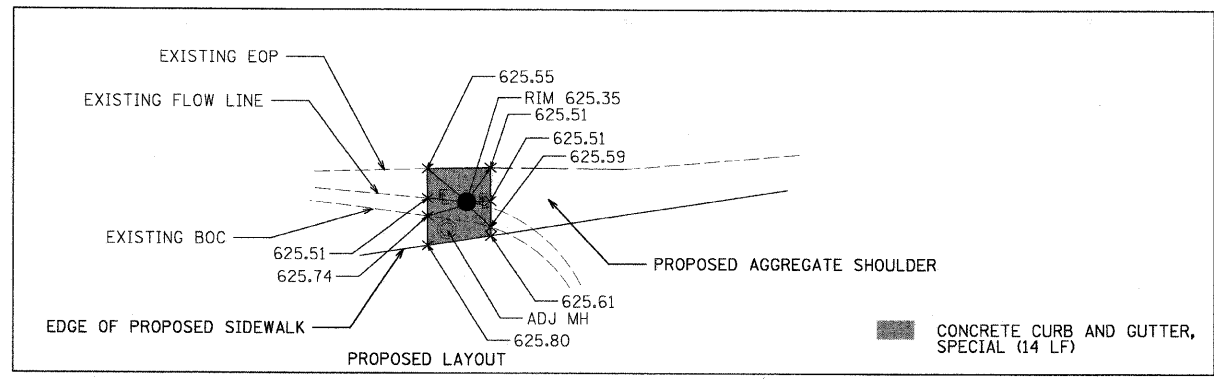 EXISTING EOP
EXISTING FLOW LINE
625.55
RIM 625.35
625.51
625.51
625.59
EXISTING BOC
625.51
625.74
PROPOSED AGGREGATE SHOULDER
EDGE OF PROPOSED SIDEWALK
625.61
ADJ MH
625.80
PROPOSED LAYOUT
CONCRETE CURB AND GUTTER,
SPECIAL (14 LF)